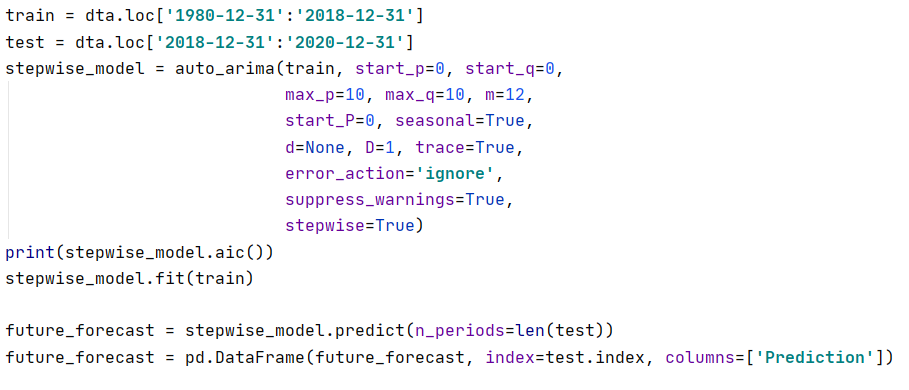 train = dta.loc['1980-12-31':'2018-12-31']
test = dta.loc['2018-12-31':'2020-12-31']
stepwise_model = auto_arima(train, start_p=0, start_q=0,
                            max_p=10, max_q=10, m=12,
                            start_P=0, seasonal=True,
                            d=None, D=1, trace=True,
                            error_action='ignore',
                            suppress_warnings=True,
                            stepwise=True)
print(stepwise_model.aic())
stepwise_model.fit(train)

future_forecast = stepwise_model.predict(n_periods=len(test))
future_forecast = pd.DataFrame(future_forecast, index=test.index, columns=['Prediction'])